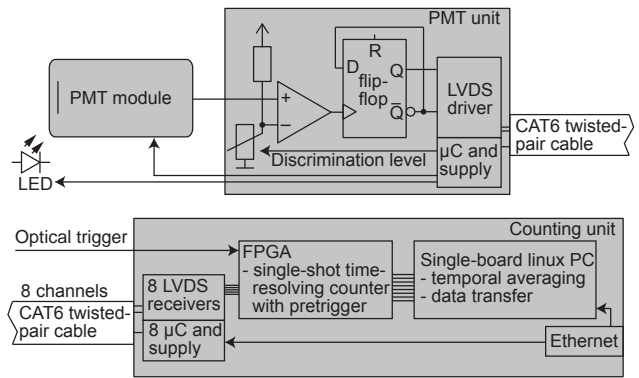 PMT unit
R
D
Q
flip-
flop
Q
PMT module
+
−
LVDS
driver
CAT6 twisted-
pair cable
Discrimination level
µC and
supply
LED
Counting unit
Optical trigger
FPGA
- single-shot time-
resolving counter
with pretrigger
Single-board linux PC
- temporal averaging
- data transfer
8 channels
CAT6 twisted-
pair cable
8 LVDS
receivers
8 µC and
supply
Ethernet